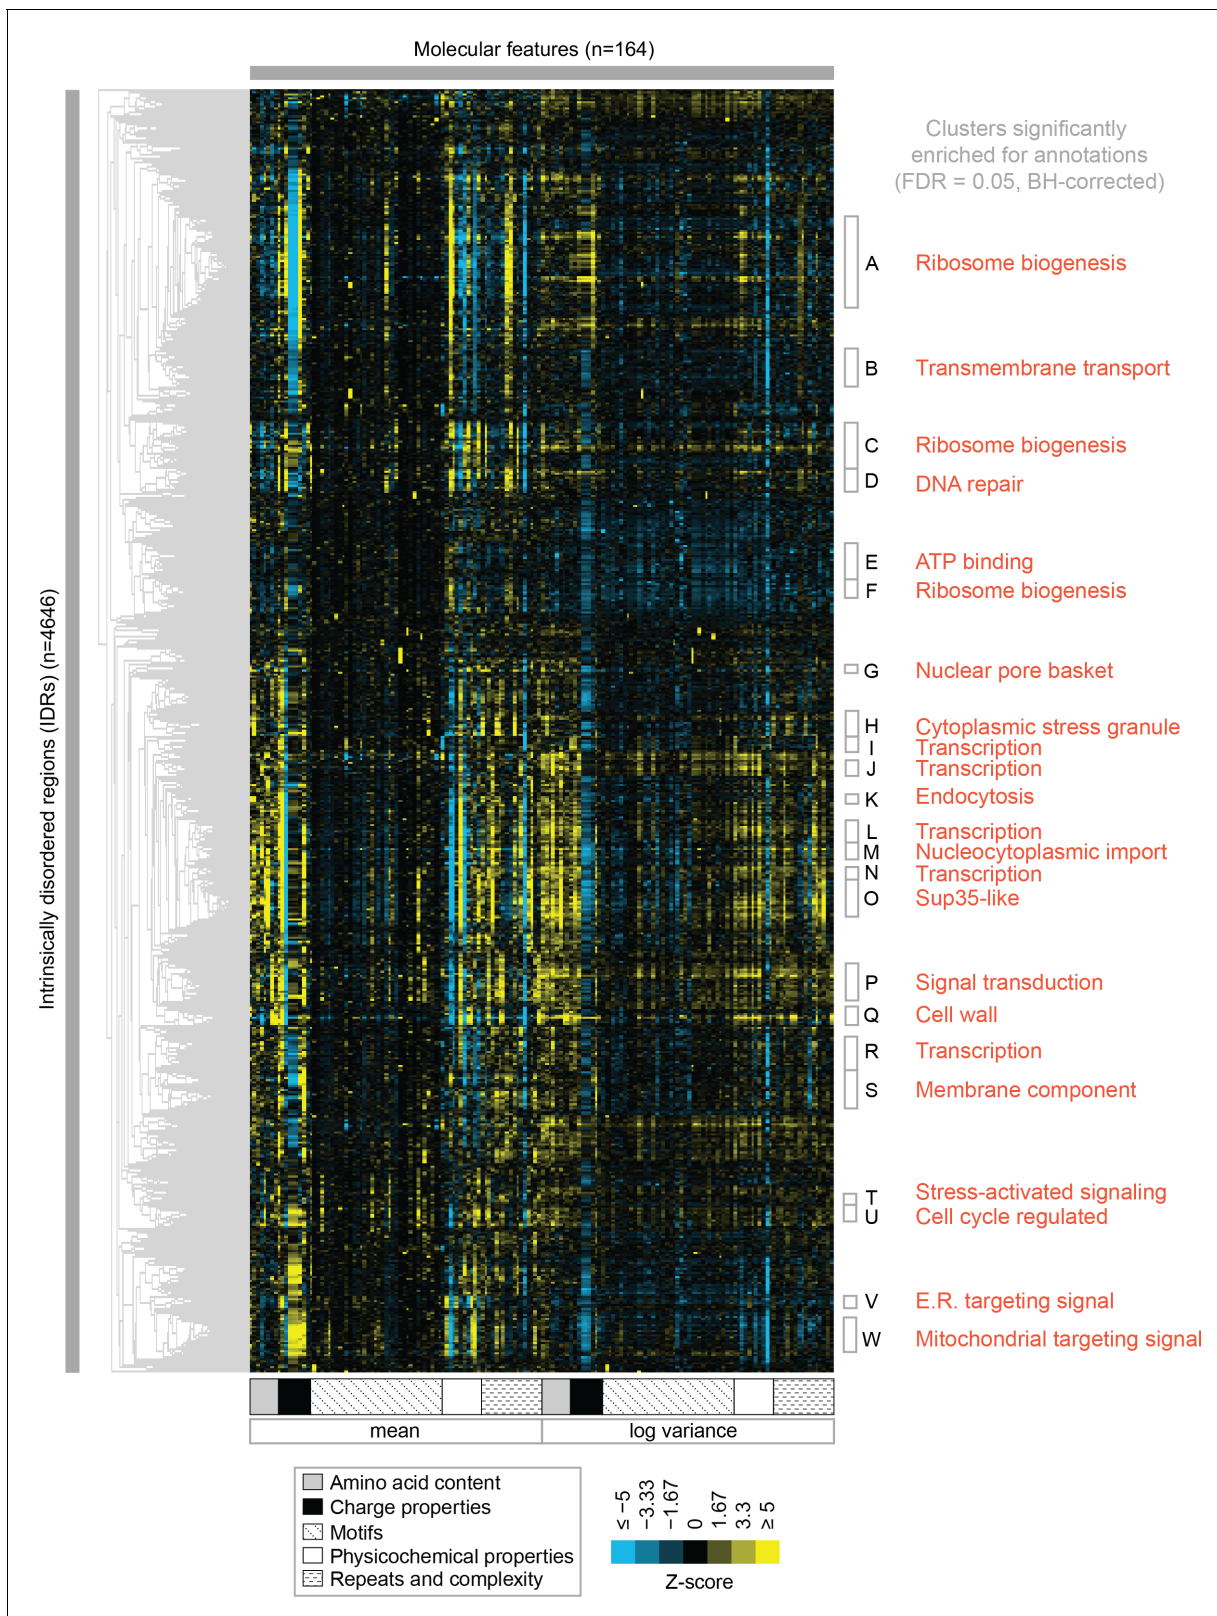 Molecular features (n=164)
Clusters significantly
enriched for annotations
(FDR = 0.05, BH-corrected)
Intrinsically disordered regions (IDRs) (n=4646)
A Ribosome biogenesis
B Transmembrane transport
C Ribosome biogenesis
D DNA repair
E ATP binding
F Ribosome biogenesis
G Nuclear pore basket
H Cytoplasmic stress granule
I Transcription
J Transcription
K Endocytosis
L Transcription
M Nucleocytoplasmic import
N Transcription
O Sup35-like
P Signal transduction
Q Cell wall
R Transcription
S Membrane component
T Stress-activated signaling
U Cell cycle regulated
V E.R. targeting signal
W Mitochondrial targeting signal
mean log variance
Amino acid content
Charge properties
Motifs
Physicochemical properties
Repeats and complexity
≤ −5 −3.33 −1.67 0 1.67 3.3 ≥ 5
Z-score